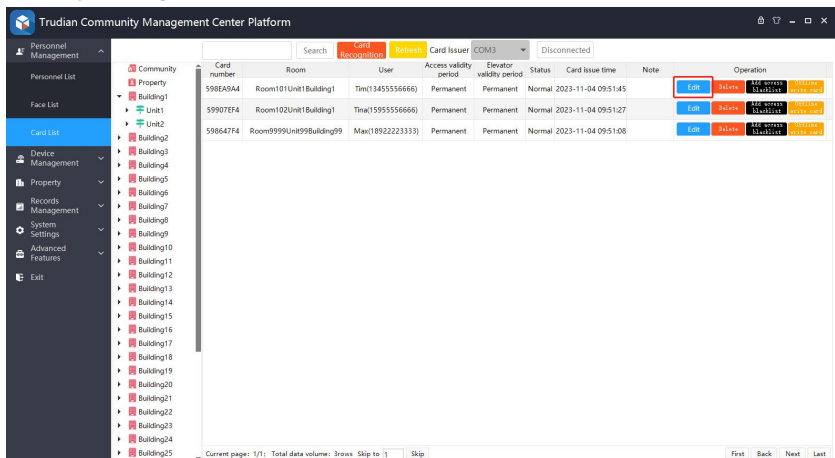 Trudian Community Management Center Platform
Personnel Management
Personnel List
Face List
Card List
Device Management
Property
Records Management
System Settings
Advanced Features
Exit
Search
Card Recognition
Refresh
Card Issuer
COM3
Disconnected
Community
Property
Building1
Unit1
Unit2
Building2
Building3
Building4
Building5
Building6
Building7
Building8
Building9
Building10
Building11
Building12
Building13
Building14
Building15
Building16
Building17
Building18
Building19
Building20
Building21
Building22
Building23
Building24
Building25
Card number Room User Access validity period Elevator validity period Status Card issue time Note Operation
598EA9A4 Room101Unit1Building1 Tim(13455556666) Permanent Permanent Normal 2023-11-04 09:51:45 Edit Delete Add access blacklist Offline write card
59907EF4 Room102Unit1Building1 Tina(15955556666) Permanent Permanent Normal 2023-11-04 09:51:27 Edit Delete Add access blacklist Offline write card
598647F4 Room9999Unit99Building99 Max(18922223333) Permanent Permanent Normal 2023-11-04 09:51:08 Edit Delete Add access blacklist Offline write card
Current page: 1/1; Total data volume: 3rows Skip to 1 Skip
First Back Next Last